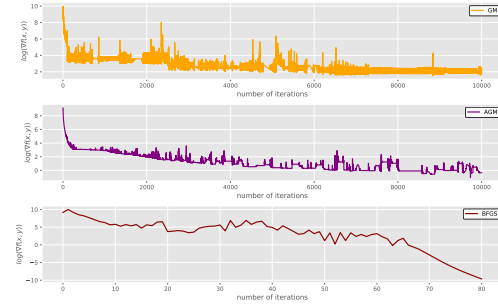 GM
log(∇f(x, y))
10
8
6
4
2
0 2000 4000 6000 8000 10000
number of iterations
AGM
log(∇f(x, y))
8
6
4
2
0
0 2000 4000 6000 8000 10000
number of iterations
BFGS
log(∇f(x, y))
10
5
0
−5
−10
0 10 20 30 40 50 60 70 80
number of iterations